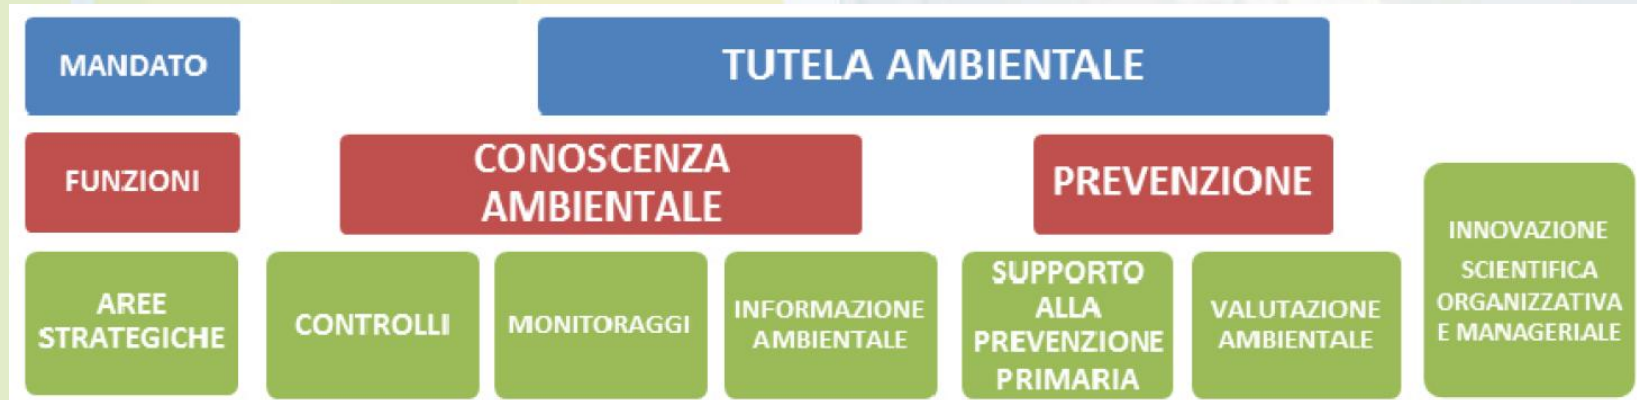 MANDATO
TUTELA AMBIENTALE
FUNZIONI
CONOSCENZA
AMBIENTALE
PREVENZIONE
AREE
STRATEGICHE
CONTROLLI
MONITORAGGI
INFORMAZIONE
AMBIENTALE
SUPPORTO
ALLA
PREVENZIONE
PRIMARIA
VALUTAZIONE
AMBIENTALE
INNOVAZIONE
SCIENTIFICA
ORGANIZZATIVA
E MANAGERIALE